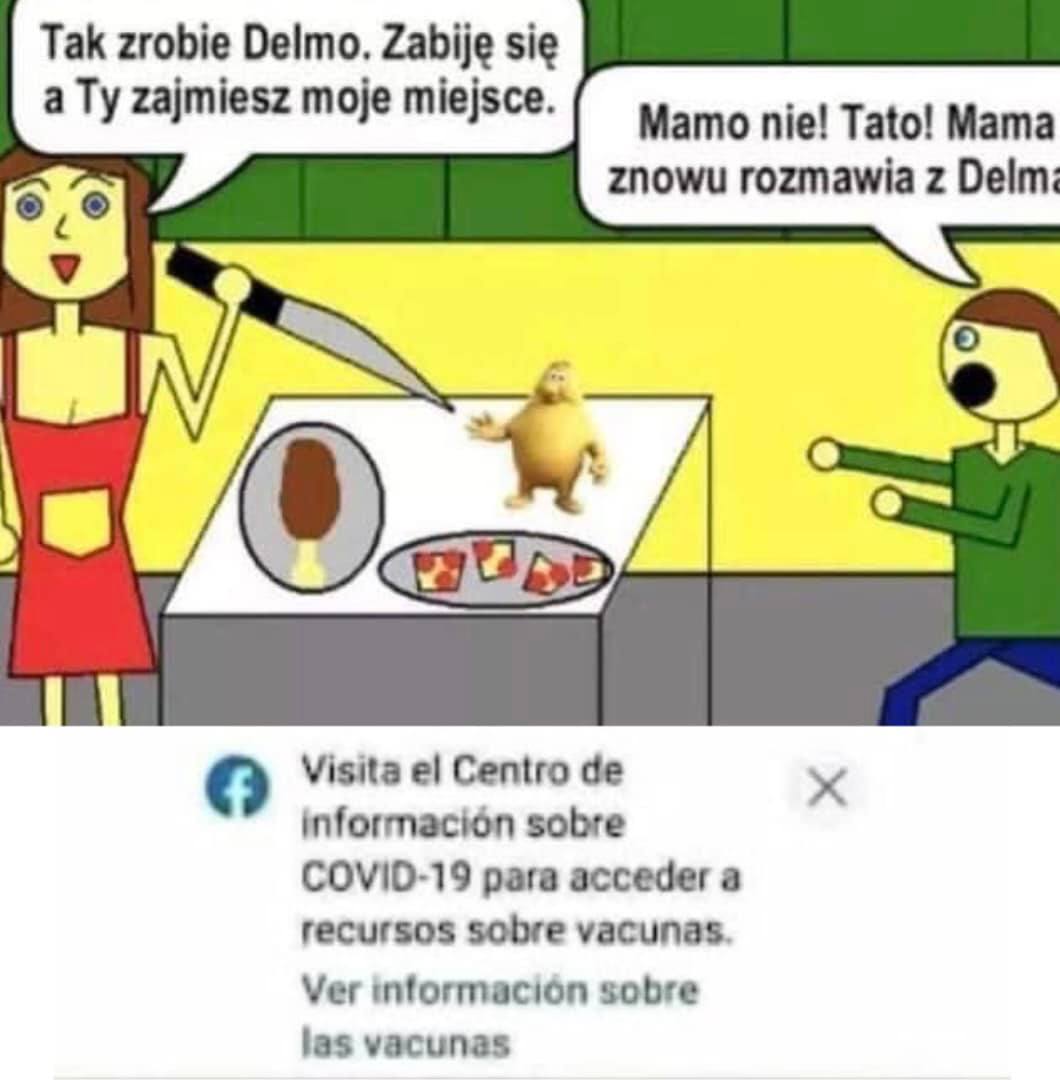 Tak zrobie Delmo. Zabiję się
a Ty zajmiesz moje miejsce.
Mamo nie! Tato! Mama
znowu rozmawia z Delmą
Visita el Centro de
información sobre
COVID-19 para acceder a
recursos sobre vacunas.
Ver información sobre
las vacunas